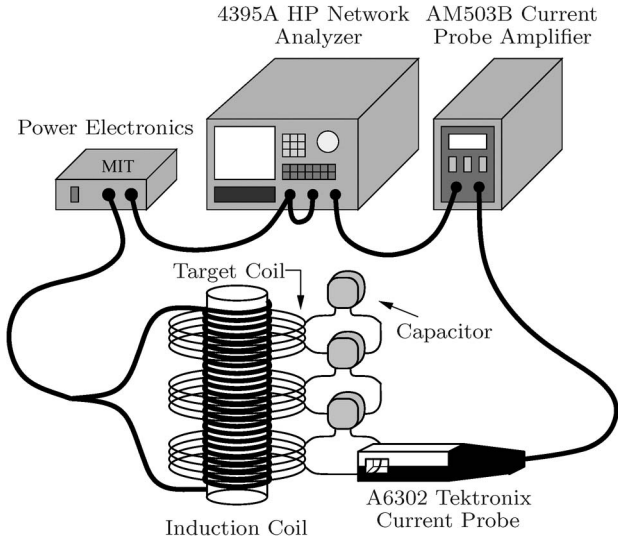 4395A HP Network
Analyzer
AM503B Current
Probe Amplifier
Power Electronics
MIT
Target Coil
Capacitor
A6302 Tektronix
Current Probe
Induction Coil